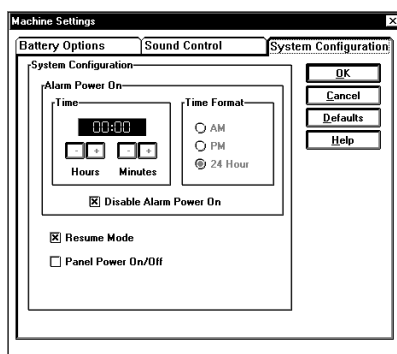 Machine Settings x
Battery Options Sound Control System Configuration
System Configuration
Alarm Power On
Time
00:00
- + - +
Hours Minutes
Time Format
AM
PM
24 Hour
Disable Alarm Power On
Resume Mode
Panel Power On/Off
OK
Cancel
Defaults
Help